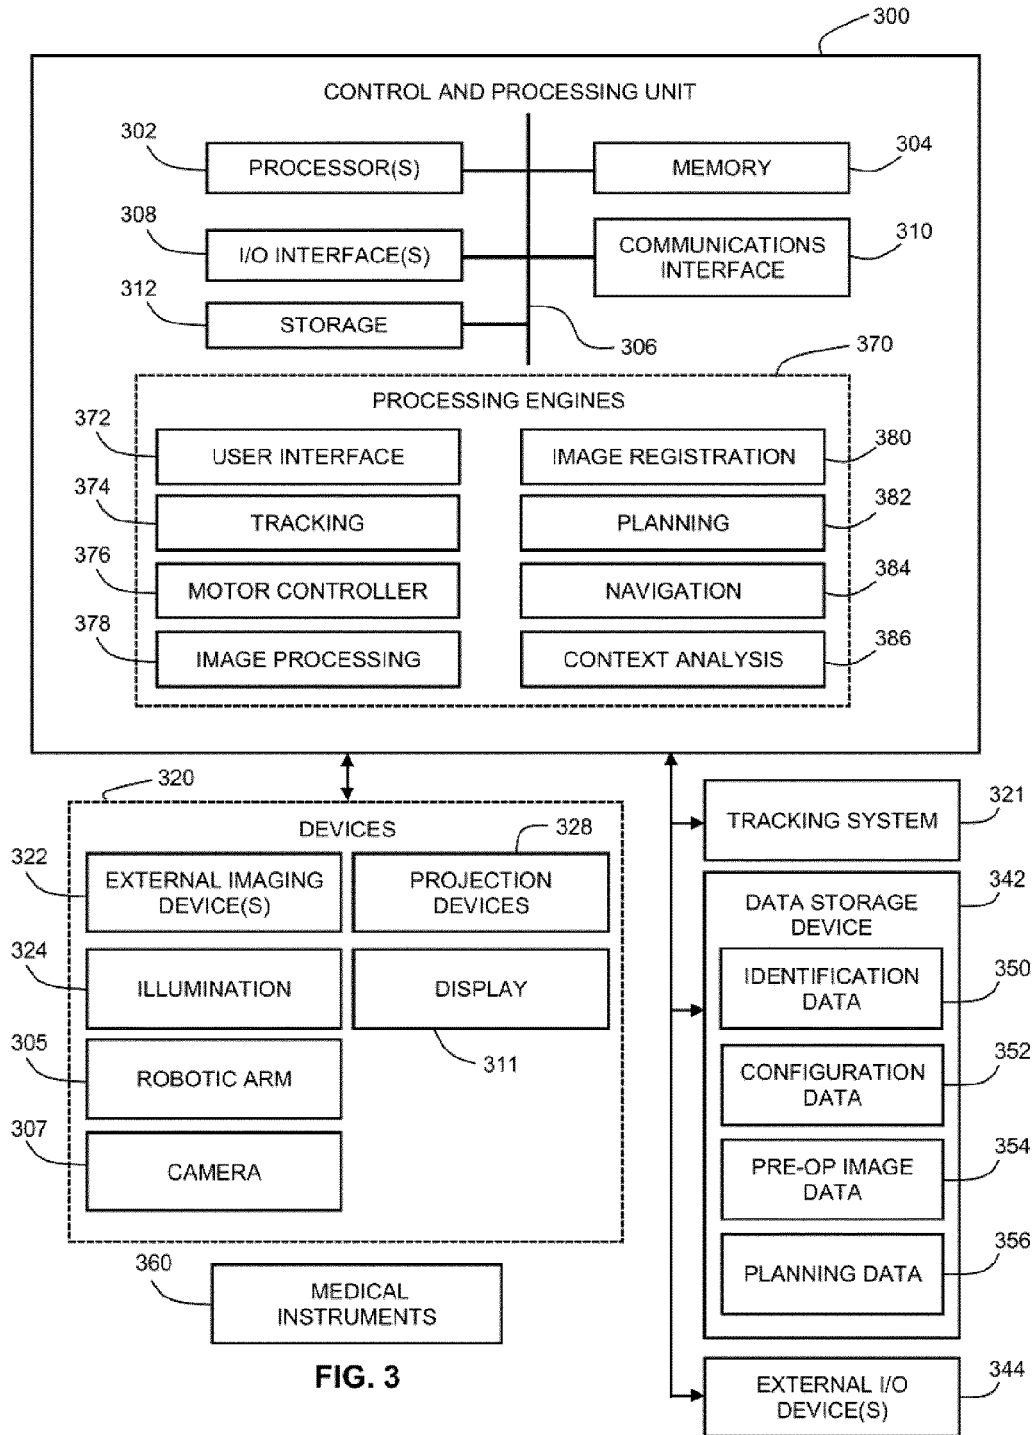 300
CONTROL AND PROCESSING UNIT
302
PROCESSOR(S)
MEMORY
304
308
I/O INTERFACE(S)
COMMUNICATIONS
INTERFACE
310
312
STORAGE
306
370
PROCESSING ENGINES
372
USER INTERFACE
IMAGE REGISTRATION
380
374
TRACKING
PLANNING
382
376
MOTOR CONTROLLER
NAVIGATION
384
378
IMAGE PROCESSING
CONTEXT ANALYSIS
386
320
DEVICES
322
EXTERNAL IMAGING
DEVICE(S)
328
PROJECTION
DEVICES
324
ILLUMINATION
DISPLAY
311
305
ROBOTIC ARM
307
CAMERA
360
MEDICAL
INSTRUMENTS
TRACKING SYSTEM
321
DATA STORAGE
DEVICE
342
IDENTIFICATION
DATA
350
CONFIGURATION
DATA
352
PRE-OP IMAGE
DATA
354
PLANNING DATA
356
EXTERNAL I/O
DEVICE(S)
344
FIG. 3